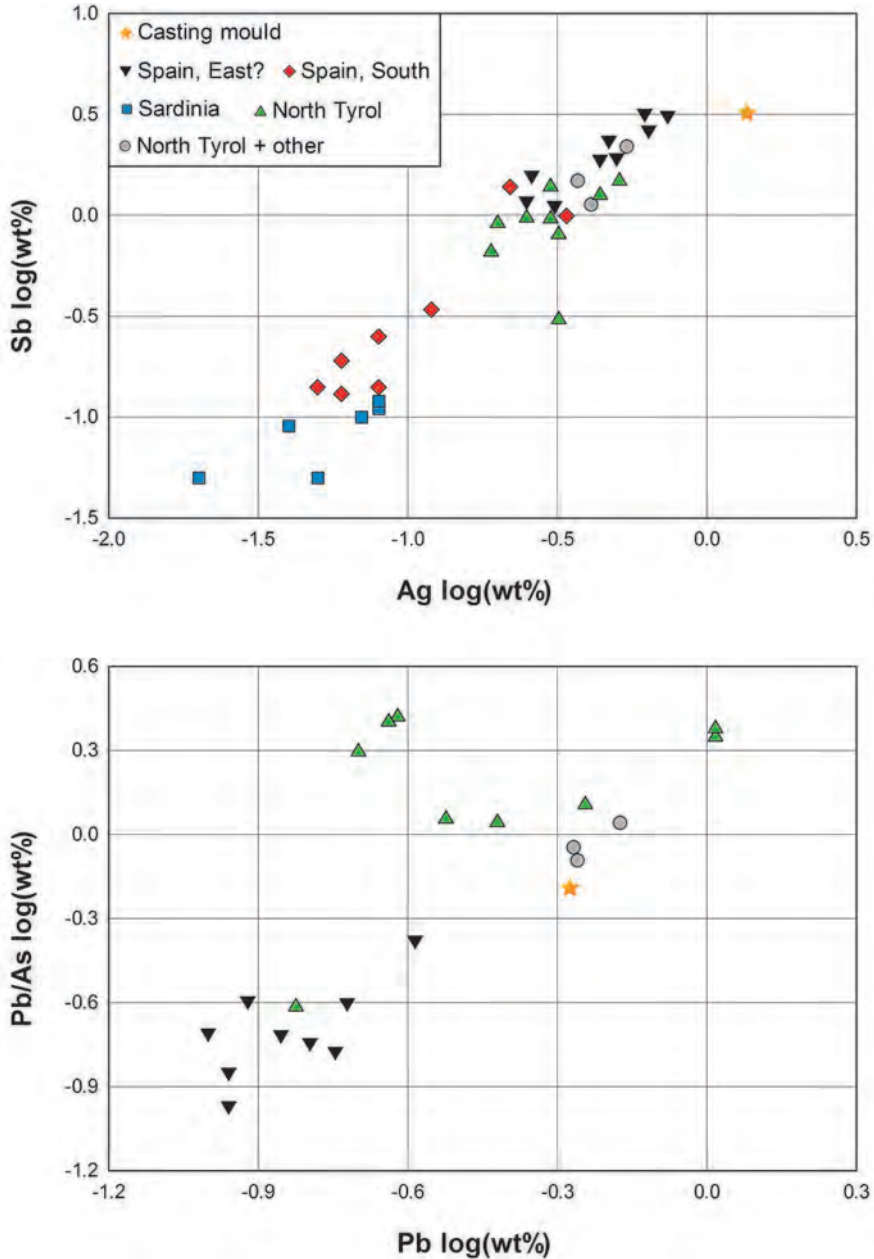 1.0
Casting mould
Spain, East? Spain, South
Sardinia North Tyrol
North Tyrol + other
0.5
0.0
-0.5
-1.0
-1.5
Sb log(wt%)
-2.0 -1.5 -1.0 -0.5 0.0 0.5
Ag log(wt%)
0.6
0.3
0.0
-0.3
-0.6
-0.9
-1.2
Pb/As log(wt%)
-1.2 -0.9 -0.6 -0.3 0.0 0.3
Pb log(wt%)